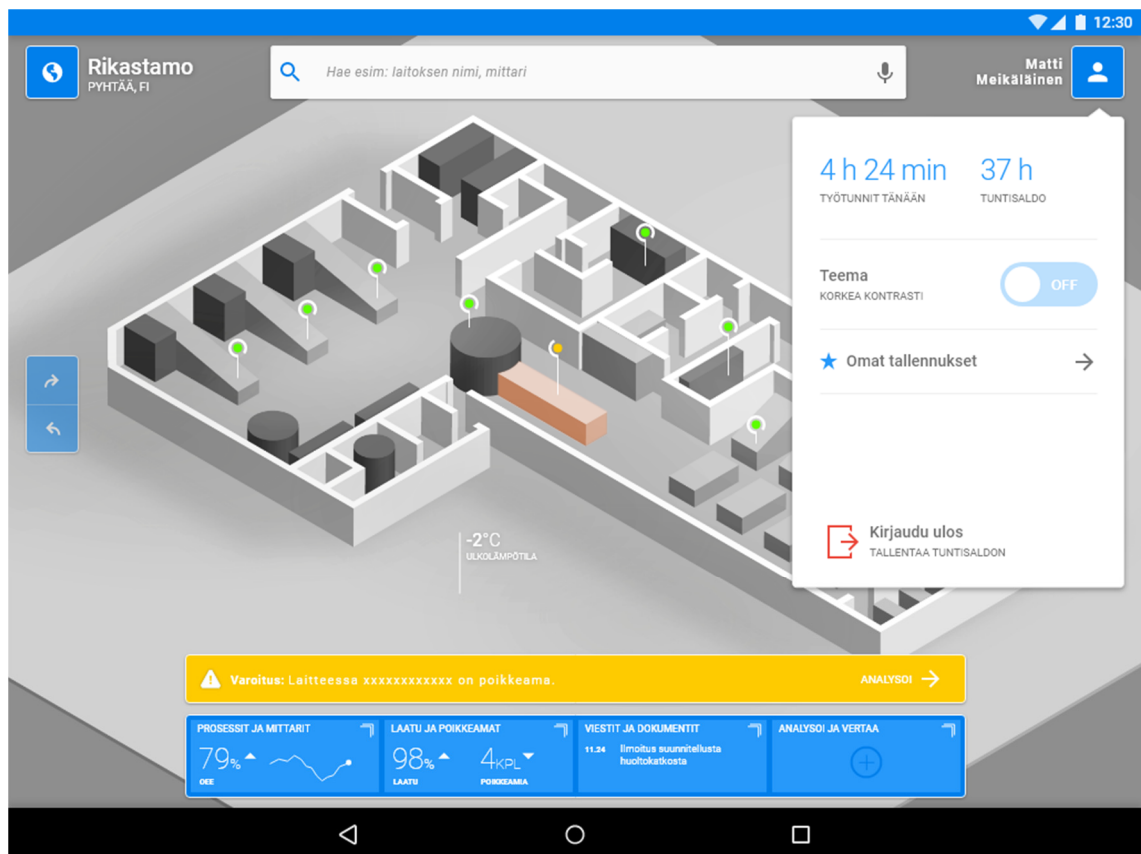 12:30
Rikastamo
PYHTÄÄ, FI
Hae esim: laitoksen nimi, mittari
Matti
Meikäläinen
4 h 24 min
TYÖTUNNIT TÄNÄÄN
37 h
TUNTISALDO
Teema
KORKEA KONTRASTI
OFF
Omat tallennukset
Kirjaudu ulos
TALLENTAA TUNTISALDON
-2°C
ULKOLÄMPÖTILA
Varoitus: Laitteessa xxxxxxxxxxxx on poikkeama.
ANALYSOI
PROSESSIT JA MITTARIT
79%
OEE
LAATU JA POIKKEAMAT
98%
LAATU
4KPL
POIKKEAMIA
VIESTIT JA DOKUMENTIT
11.24 Ilmoitus suunnitellusta
huoltokatkosta
ANALYSOI JA VERTAA